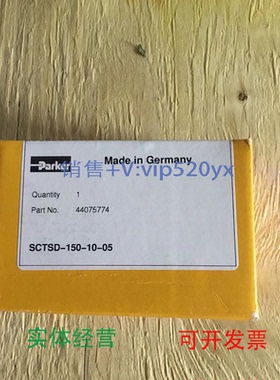 Parker
Made in Germany
销售+V:vip520yx
Quantity 1
Part No. 44075774
SCTSD-150-10-05
实体经营 可开发票